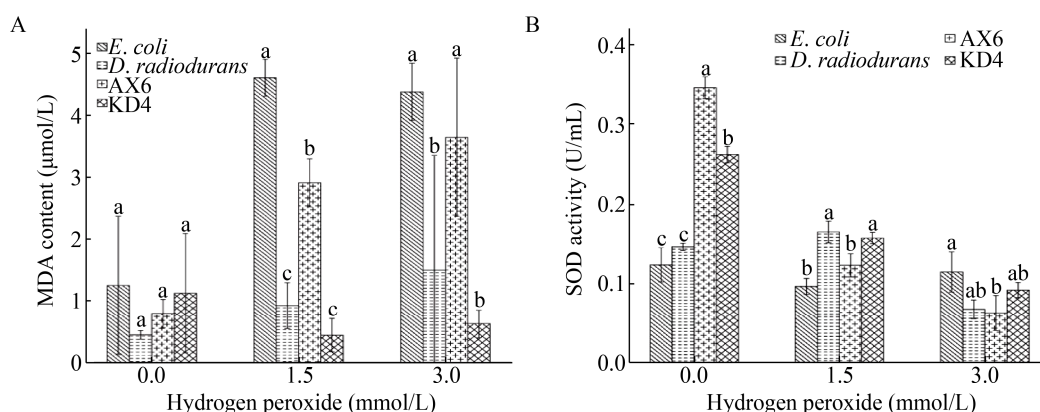 A
E. coli
D. radiodurans
AX6
KD4
MDA content (μmol/L)
5
4
3
2
1
0
a
a
a
a
a
c
b
c
a
b
a
b
0.0
1.5
3.0
Hydrogen peroxide (mmol/L)
B
E. coli
D. radiodurans
AX6
KD4
SOD activity (U/mL)
0.4
0.3
0.2
0.1
0.0
c
c
a
b
b
a
b
a
a
ab
b
ab
0.0
1.5
3.0
Hydrogen peroxide (mmol/L)